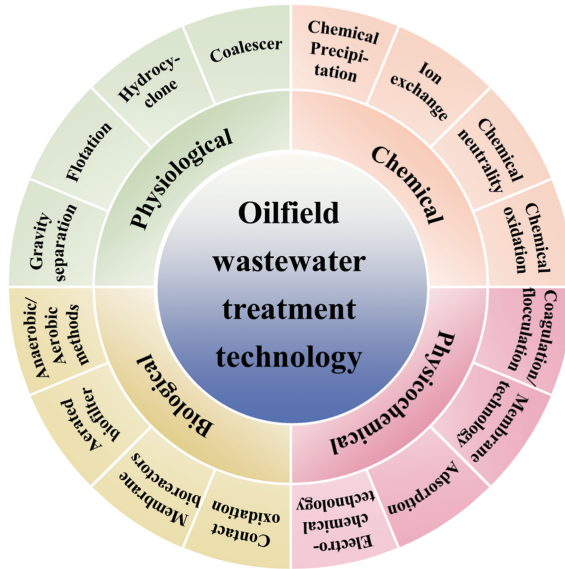 Oilfield
wastewater
treatment
technology
Physiological
Gravity
separation
Flotation
Hydrocy-
clone
Coalescer
Chemical
Chemical
Precipi-
tation
Ion
exchange
Chemical
neutrality
Chemical
oxidation
Physicochemical
Coagulation/
flocculation
Membrane
technology
Adsorption
Electro-
chemical
technology
Biological
Contact
oxidation
Membrane
bioreactors
Aerated
biofilter
Anaerobic/
Aerobic
methods